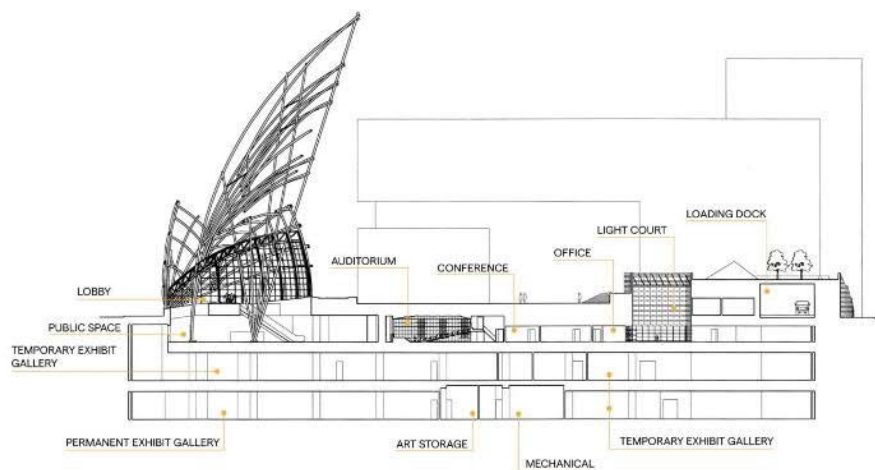 LOADING DOCK
LIGHT COURT
OFFICE
AUDITORIUM
CONFERENCE
LOBBY
PUBLIC SPACE
TEMPORARY EXHIBIT
GALLERY
PERMANENT EXHIBIT GALLERY
ART STORAGE
TEMPORARY EXHIBIT GALLERY
MECHANICAL